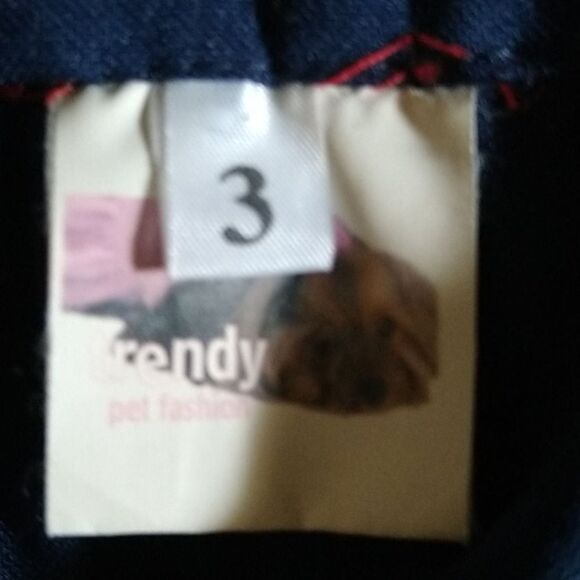 3
trendy
pet fashion